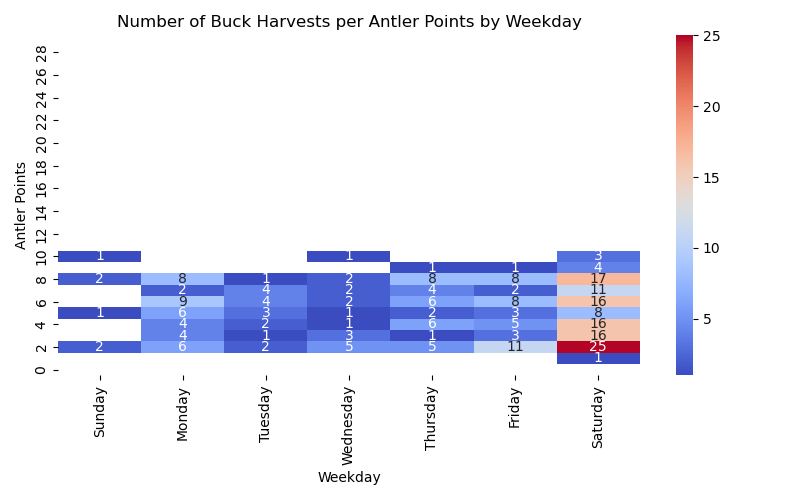 Number of Buck Harvests per Antler Points by Weekday
Antler Points
28
26
24
22
20
18
16
14
12
10
8
6
4
2
0
1 1 3
1 1 4
2 8 1 2 8 8 17
2 4 2 4 2 11
9 4 2 6 8 16
1 6 3 1 2 3 8
4 2 1 6 5 16
4 1 3 1 3 16
2 6 2 5 5 11 25
1
Sunday Monday Tuesday Wednesday Thursday Friday Saturday
Weekday
25
20
15
10
5